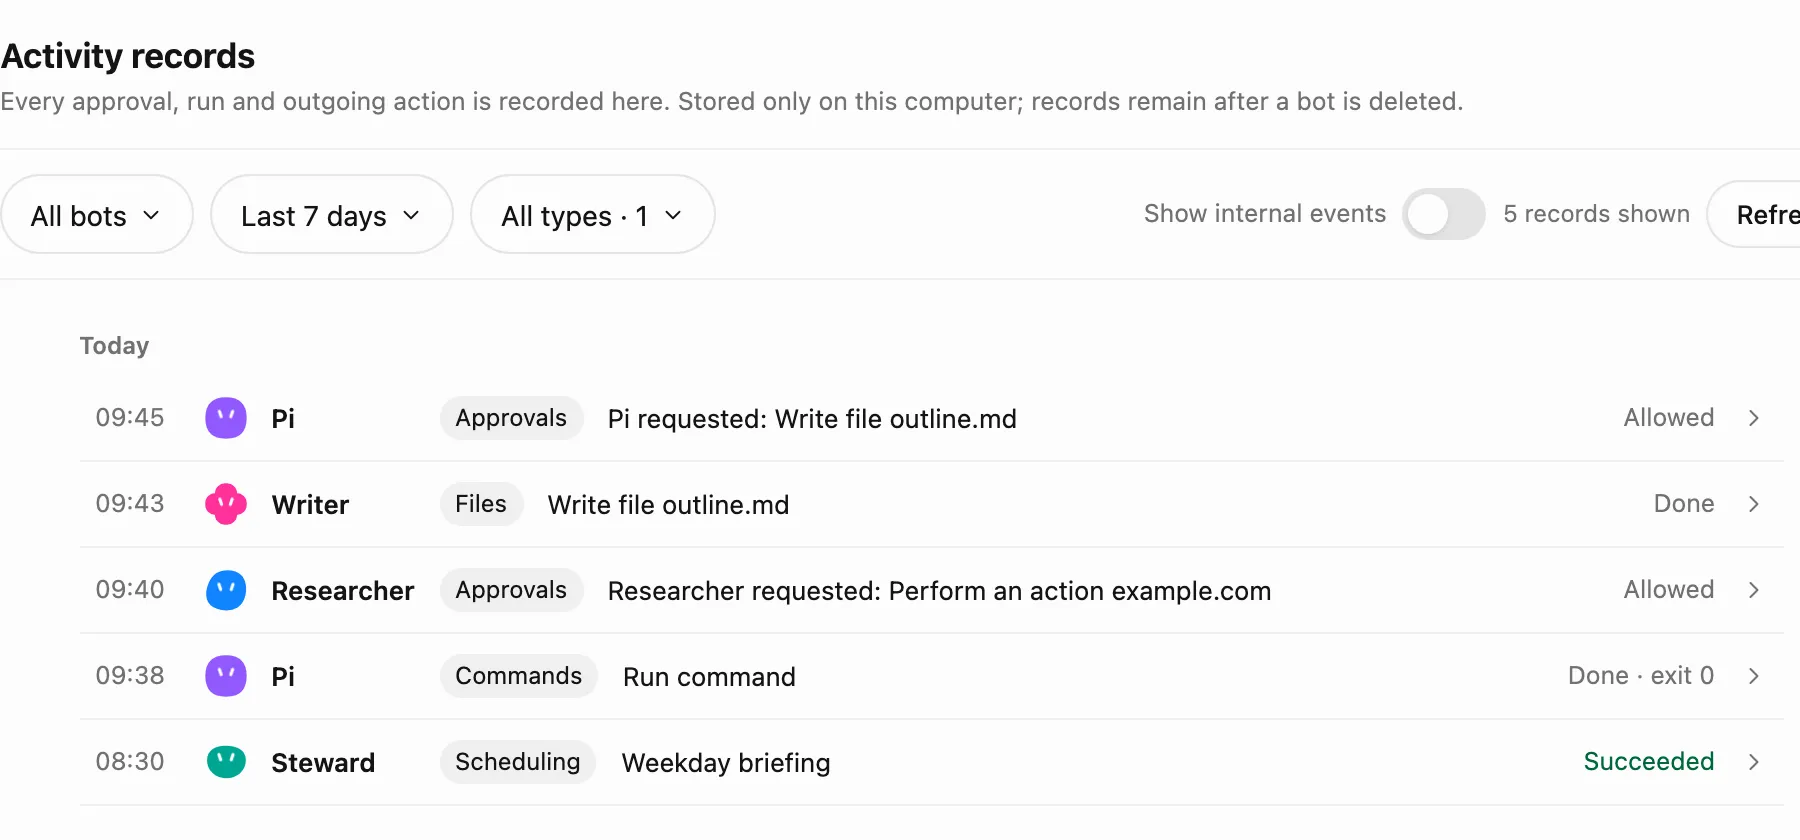 Activity records
Every approval, run and outgoing action is recorded here. Stored only on this computer; records remain after a bot is deleted.
All bots Last 7 days All types · 1 Show internal events 5 records shown Refre
Today
09:45 Pi Approvals Pi requested: Write file outline.md Allowed
09:43 Writer Files Write file outline.md Done
09:40 Researcher Approvals Researcher requested: Perform an action example.com Allowed
09:38 Pi Commands Run command Done · exit 0
08:30 Steward Scheduling Weekday briefing Succeeded